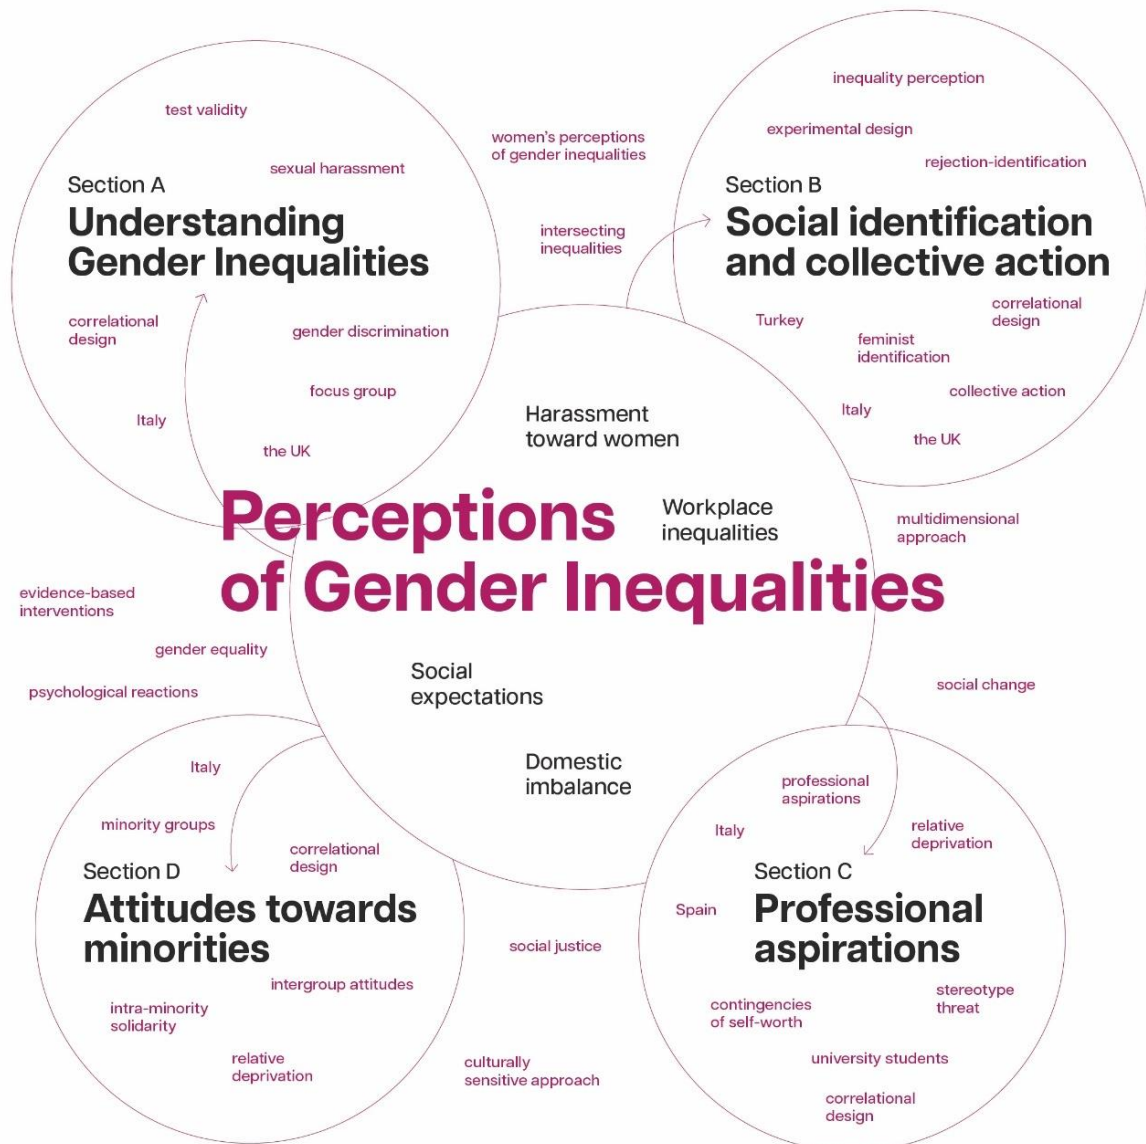 test validity
sexual harassment
Section A
Understanding
Gender Inequalities
correlational
design
gender discrimination
focus group
Italy
the UK
women's perceptions
of gender inequalities
intersecting
inequalities
inequality perception
experimental design
rejection-identification
Section B
Social identification
and collective action
correlational
design
Turkey
feminist
identification
collective action
Italy
the UK
Harassment
toward women
Workplace
inequalities
Perceptions
of Gender Inequalities
multidimensional
approach
evidence-based
interventions
gender equality
psychological reactions
Social
expectations
social change
Domestic
imbalance
Italy
minority groups
correlational
design
Section D
Attitudes towards
minorities
intergroup attitudes
intra-minority
solidarity
relative
deprivation
social justice
culturally
sensitive approach
professional
aspirations
Italy
relative
deprivation
Section C
Professional
aspirations
Spain
stereotype
threat
contingencies
of self-worth
university students
correlational
design